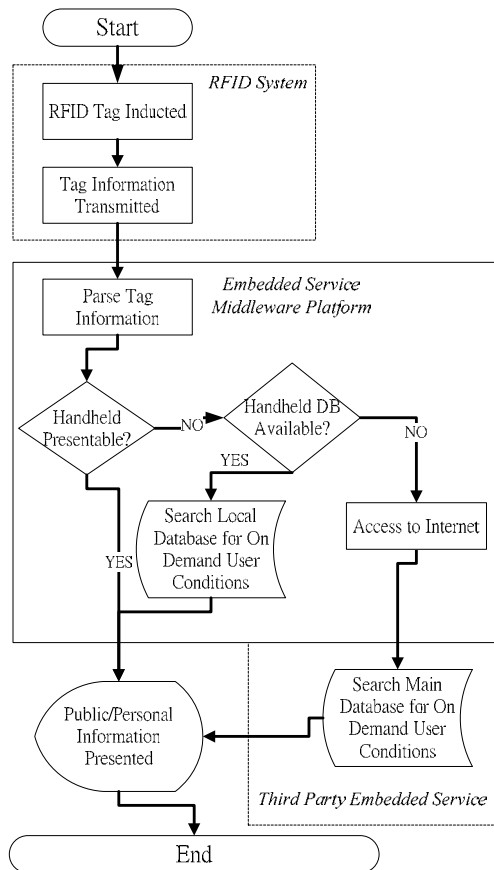 Start
RFID System
RFID Tag Inducted
Tag Information
Transmitted
Embedded Service
Middleware Platform
Parse Tag
Information
Handheld
Presentable?
NO
Handheld DB
Available?
NO
YES
Search Local
Database for On
Demand User
Conditions
Access to Internet
YES
Public/Personal
Information
Presented
Search Main
Database for On
Demand User
Conditions
Third Party Embedded Service
End